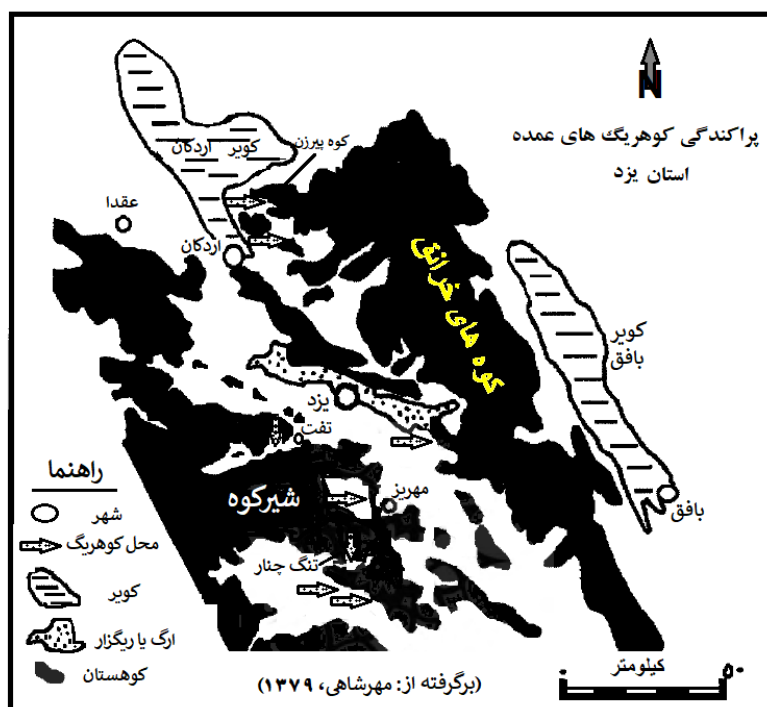 N
پراکندگی کوهریگ های عمده
استان یزد
کویر اردکان
کوه پیرزن
عقدا
اردکان
کوه های خرانق
کویر
بافق
یزد
تفت
شیرکوه
مهریز
بافق
تنگ چنار
راهنما
شهر
محل کوهریگ
کویر
ارگ یا ریگزار
کوهستان
(برگرفته از: مهرشاهی، ۱۳۷۹)
۰ کیلومتر ۵۰